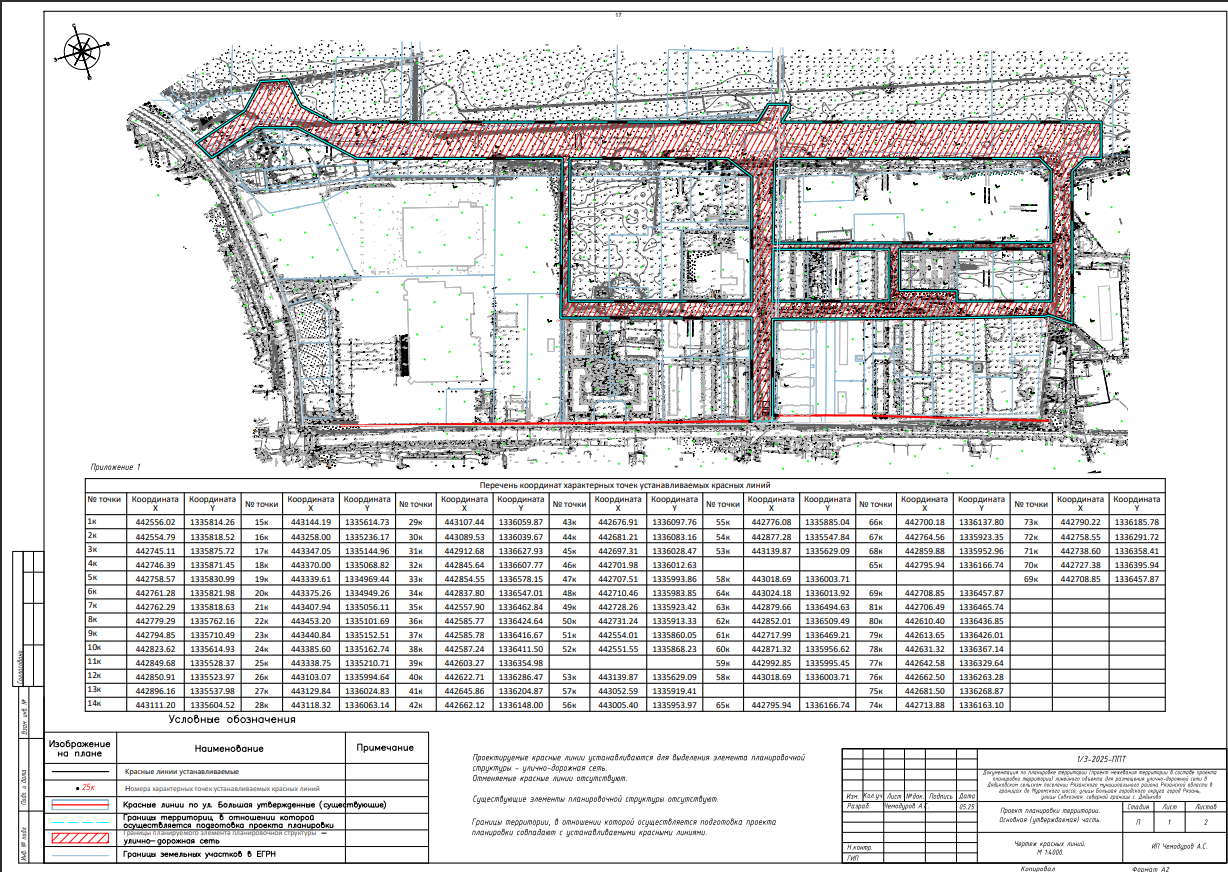 17
Приложение 1
Перечень координат характерных точек устанавливаемых красных линий
№ точки Координата X Координата Y № точки Координата X Координата Y № точки Координата X Координата Y № точки Координата X Координата Y № точки Координата X Координата Y № точки Координата X Координата Y № точки Координата X Координата Y
1к 442556.02 1335814.26 15к 443144.19 1335614.73 29к 443107.44 1336059.87 43к 442676.91 1336097.76 55к 442776.08 1335885.04 66к 442700.18 1336137.80 73к 442790.22 1336185.78
2к 442554.79 1335818.52 16к 443258.00 1335236.17 30к 443089.53 1336039.67 44к 442681.21 1336083.16 54к 442877.28 1335547.84 67к 442764.56 1335923.35 72к 442758.55 1336291.72
3к 442745.11 1335875.72 17к 443347.05 1335144.96 31к 442912.68 1336627.93 45к 442697.31 1336028.47 53к 443139.87 1335629.09 68к 442859.88 1335952.96 71к 442738.60 1336358.41
4к 442746.39 1335871.45 18к 443370.00 1335068.82 32к 442845.64 1336607.77 46к 442701.98 1336012.63 65к 442795.94 1336166.74 70к 442727.38 1336395.94
5к 442758.57 1335830.99 19к 443339.61 1334969.44 33к 442854.55 1336578.15 47к 442707.51 1335993.86 58к 443018.69 1336003.71 69к 442708.85 1336457.87
6к 442761.28 1335821.98 20к 443375.26 1334949.26 34к 442837.80 1336547.01 48к 442710.46 1335983.85 64к 443024.18 1336013.92 69к 442708.85 1336457.87
7к 442762.29 1335818.63 21к 443407.94 1335056.11 35к 442557.90 1336462.84 49к 442728.26 1335923.42 63к 442879.66 1336494.63 81к 442706.49 1336465.74
8к 442779.29 1335762.16 22к 443453.20 1335101.69 36к 442585.77 1336424.64 50к 442731.24 1335913.33 62к 442852.01 1336509.49 80к 442610.40 1336436.85
9к 442794.85 1335710.49 23к 443440.84 1335152.51 37к 442585.78 1336416.67 51к 442554.01 1335860.05 61к 442717.99 1336469.21 79к 442613.65 1336426.01
10к 442823.62 1335614.93 24к 443385.60 1335162.74 38к 442587.24 1336411.50 52к 442551.55 1335868.23 60к 442871.32 1335956.62 78к 442631.32 1336367.14
11к 442849.68 1335528.37 25к 443338.75 1335210.71 39к 442603.27 1336354.98 59к 442992.85 1335995.45 77к 442642.58 1336329.64
12к 442850.91 1335523.97 26к 443103.07 1335994.64 40к 442622.71 1336286.47 53к 443139.87 1335629.09 58к 443018.69 1336003.71 76к 442662.50 1336263.28
13к 442896.16 1335537.98 27к 443129.84 1336024.83 41к 442645.86 1336204.87 57к 443052.59 1335919.41 75к 442681.50 1336268.87
14к 443111.20 1335604.52 28к 443118.32 1336063.14 42к 442662.12 1336148.00 56к 443005.40 1335953.97 65к 442795.94 1336166.74 74к 442713.88 1336163.10
Условные обозначения
Изображение на плане Наименование Примечание
Красные линии устанавливаемые
25к Номера характерных точек устанавливаемых красных линий
Красные линии по ул. Большая утвержденные (существующие)
Границы территории, в отношении которой
осуществляется подготовка проекта планировки
Границы планируемого элемента планировочной структуры –
улично-дорожная сеть
Границы земельных участков в ЕГРН
Проектируемые красные линии устанавливаются для выделения элемента планировочной
структуры – улично-дорожная сеть.
Отменяемые красные линии отсутствуют.
Существующие элементы планировочной структуры отсутствуют.
Границы территории, в отношении которой осуществляется подготовка проекта
планировки совпадают с устанавливаемыми красными линиями.
Согласовано
Взам. инв. №
Подп. и дата
Инв. № подл
1/3-2025-ППТ
Документация по планировке территории (проект межевания территории в составе проекта
планировки территории) линейного объекта для размещения улично-дорожной сети в
Изм. Кол.уч Лист №док. Подпись Дата
Разраб. Чемодуров А.С. 05.25
Н.контр.
ГИП
Проект планировки территории.
Основная (утверждаемая) часть.
Стадия Лист Листов
П 1 2
Чертеж красных линий.
М 1:4000.
ИП Чемодуров А.С.
Копировал Формат А2